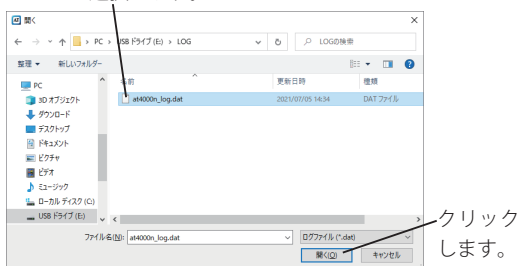 開く
PC › USB ドライブ (E:) › LOG
LOGの検索
整理 ▼ 新しいフォルダー
PC
3D オブジェクト
ダウンロード
デスクトップ
ドキュメント
ピクチャ
ビデオ
ミュージック
ローカル ディスク (C:)
USB ドライブ (E:)
名前 更新日時 種類
at4000n_log.dat 2021/07/05 14:34 DAT ファイル
ファイル名(N): at4000n_log.dat ログファイル (*.dat)
開く(O) キャンセル
クリック
します。